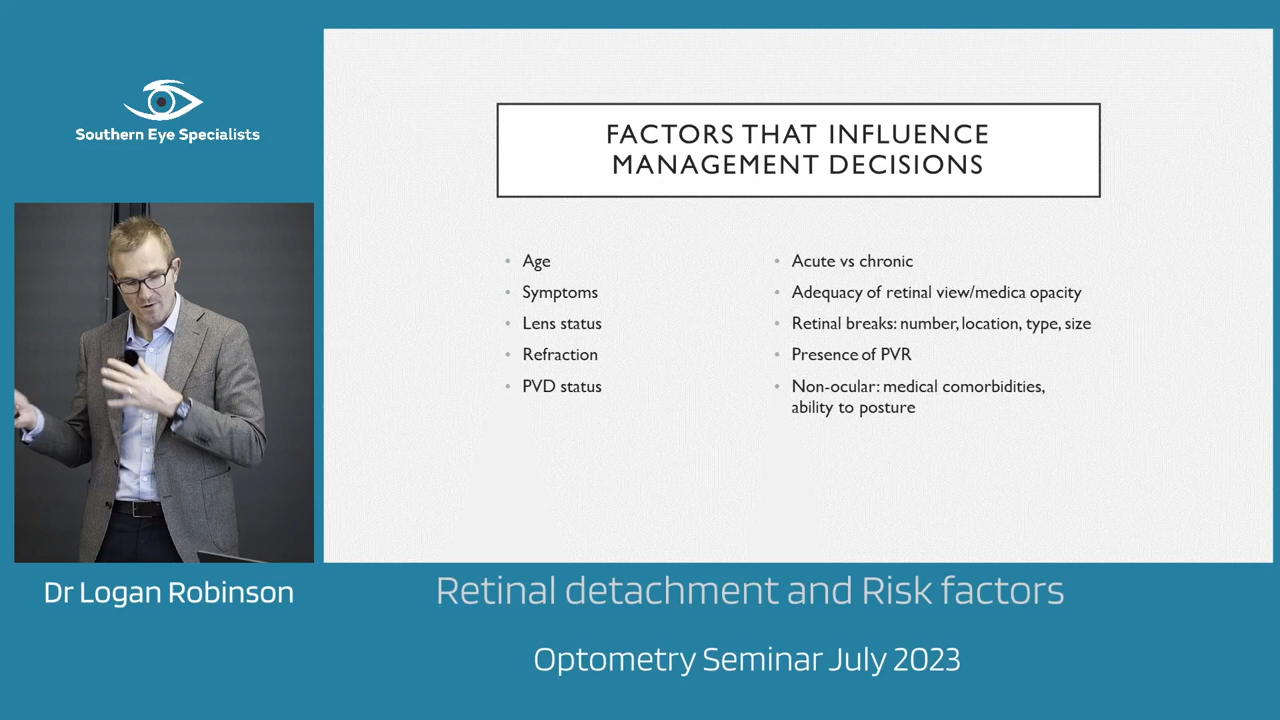 Southern Eye Specialists
FACTORS THAT INFLUENCE
MANAGEMENT DECISIONS
Age
Symptoms
Lens status
Refraction
PVD status
Acute vs chronic
Adequacy of retinal view/medica opacity
Retinal breaks: number, location, type, size
Presence of PVR
Non-ocular: medical comorbidities,
ability to posture
Dr Logan Robinson
Retinal detachment and Risk factors
Optometry Seminar July 2023